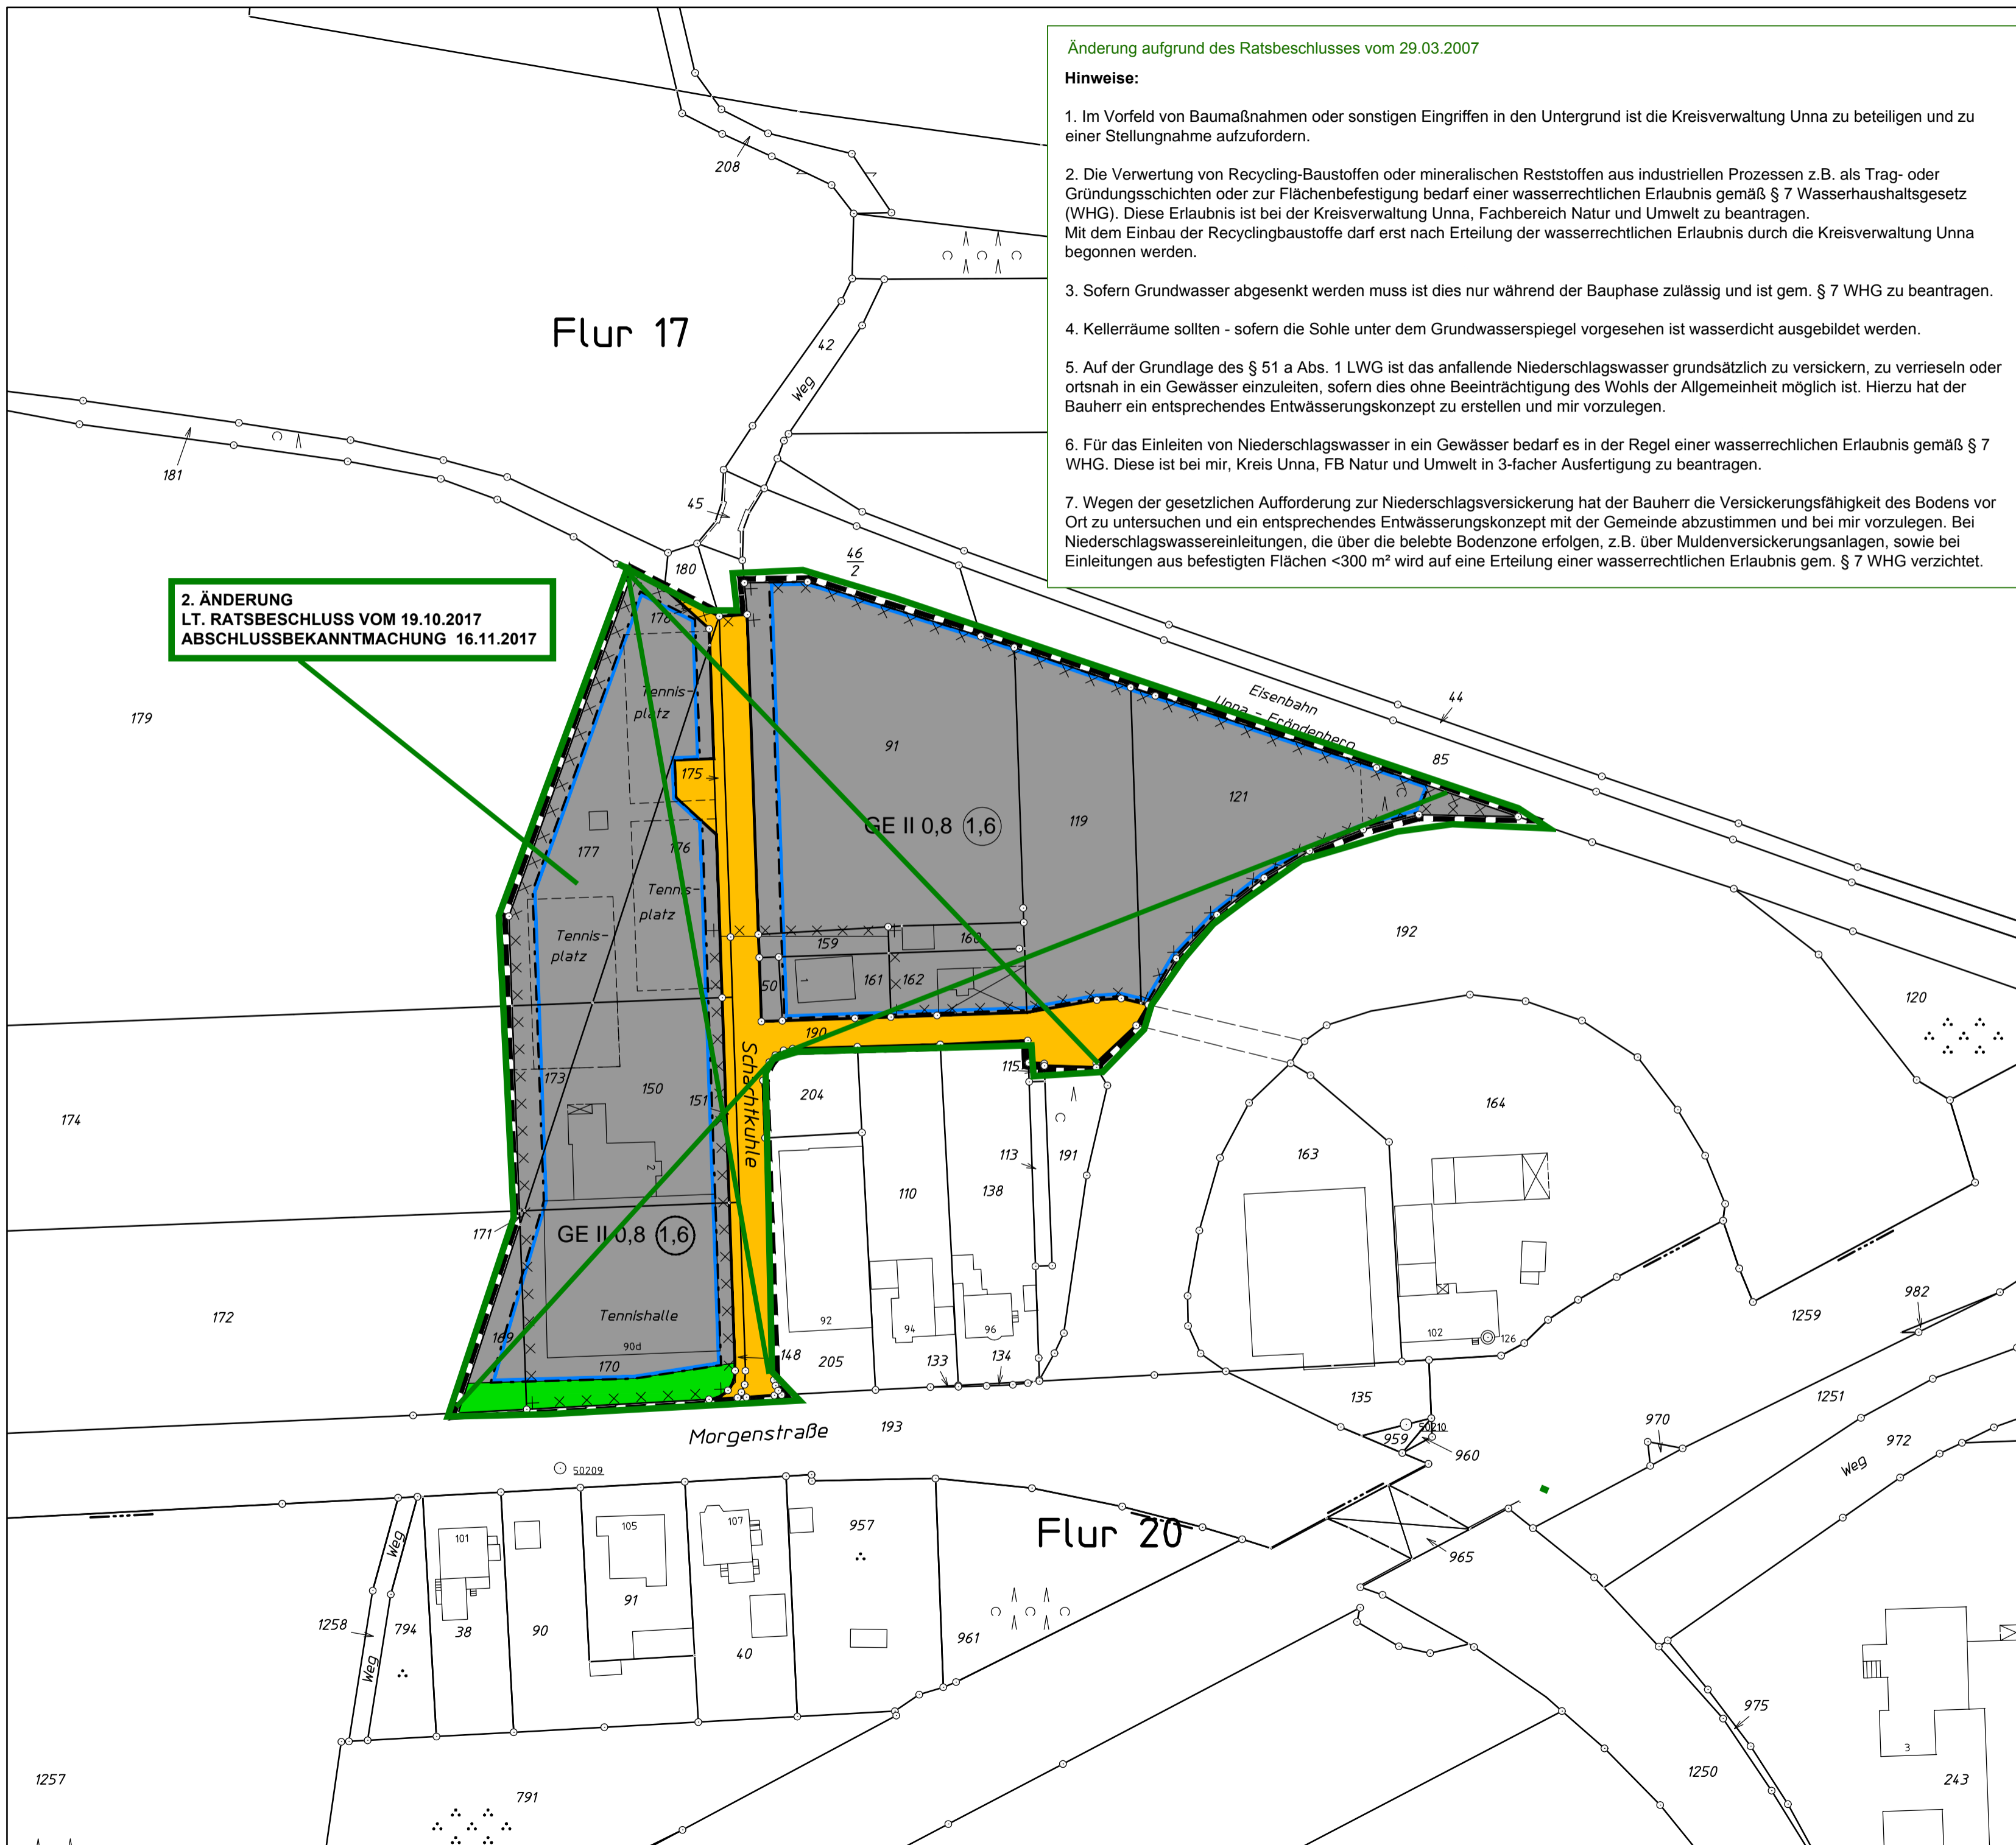 Änderung aufgrund des Ratsbeschlusses vom 29.03.2007
Hinweise:
1. Im Vorfeld von Baumaßnahmen oder sonstigen Eingriffen in den Untergrund ist die Kreisverwaltung Unna zu beteiligen und zu
einer Stellungnahme aufzufordern.
2. Die Verwertung von Recycling-Baustoffen oder mineralischen Reststoffen aus industriellen Prozessen z.B. als Trag- oder
Gründungsschichten oder zur Flächenbefestigung bedarf einer wasserrechtlichen Erlaubnis gemäß § 7 Wasserhaushaltsgesetz
(WHG). Diese Erlaubnis ist bei der Kreisverwaltung Unna, Fachbereich Natur und Umwelt zu beantragen.
Mit dem Einbau der Recyclingbaustoffe darf erst nach Erteilung der wasserrechtlichen Erlaubnis durch die Kreisverwaltung Unna
begonnen werden.
3. Sofern Grundwasser abgesenkt werden muss ist dies nur während der Bauphase zulässig und ist gem. § 7 WHG zu beantragen.
4. Kellerräume sollten - sofern die Sohle unter dem Grundwasserspiegel vorgesehen ist wasserdicht ausgebildet werden.
5. Auf der Grundlage des § 51 a Abs. 1 LWG ist das anfallende Niederschlagswasser grundsätzlich zu versickern, zu verrieseln oder
ortsnah in ein Gewässer einzuleiten, sofern dies ohne Beeinträchtigung des Wohls der Allgemeinheit möglich ist. Hierzu hat der
Bauherr ein entsprechendes Entwässerungskonzept zu erstellen und mir vorzulegen.
6. Für das Einleiten von Niederschlagswasser in ein Gewässer bedarf es in der Regel einer wasserrechlichen Erlaubnis gemäß § 7
WHG. Diese ist bei mir, Kreis Unna, FB Natur und Umwelt in 3-facher Ausfertigung zu beantragen.
7. Wegen der gesetzlichen Aufforderung zur Niederschlagsversickerung hat der Bauherr die Versickerungsfähigkeit des Bodens vor
Ort zu untersuchen und ein entsprechendes Entwässerungskonzept mit der Gemeinde abzustimmen und bei mir vorzulegen. Bei
Niederschlagswassereinleitungen, die über die belebte Bodenzone erfolgen, z.B. über Muldenversickerungsanlagen, sowie bei
Einleitungen aus befestigten Flächen <300 m² wird auf eine Erteilung einer wasserrechtlichen Erlaubnis gem. § 7 WHG verzichtet.
208
Flur 17
42
Weg
181
45
46
2
180
2. ÄNDERUNG
LT. RATSBESCHLUSS VOM 19.10.2017
ABSCHLUSSBEKANNTMACHUNG 16.11.2017
178
Tennis-
platz
179
Eisenbahn
Unna - Fröndenberg
44
91
85
175
121
GE II 0,8 1,6
119
177
176
Tennis-
platz
Tennis-
platz
159
160
192
50
1
161
162
120
190
Schachtkuhle
173
150
151
115
204
174
164
163
2
113
191
110
138
171
GE II 0,8 1,6
172
Tennishalle
169
90d
170
92
94
96
102
126
982
1259
148
205
133
134
135
1251
970
972
Morgenstraße
193
50210
959
960
Weg
50209
Flur 20
101
105
107
957
Weg
965
1258
794
38
90
91
40
961
Weg
975
3
1257
791
1250
243